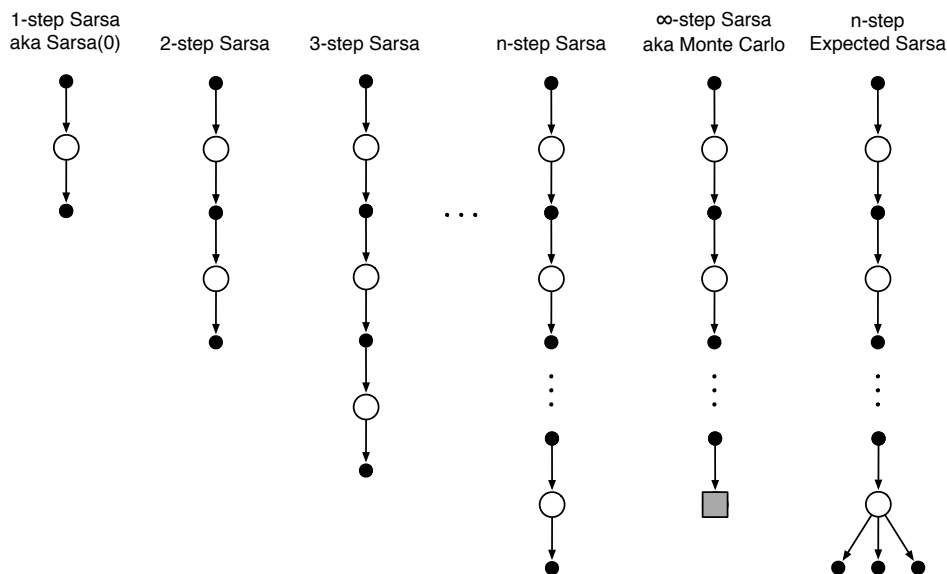 1-step Sarsa
aka Sarsa(0)
2-step Sarsa
3-step Sarsa
n-step Sarsa
∞-step Sarsa
aka Monte Carlo
n-step
Expected Sarsa